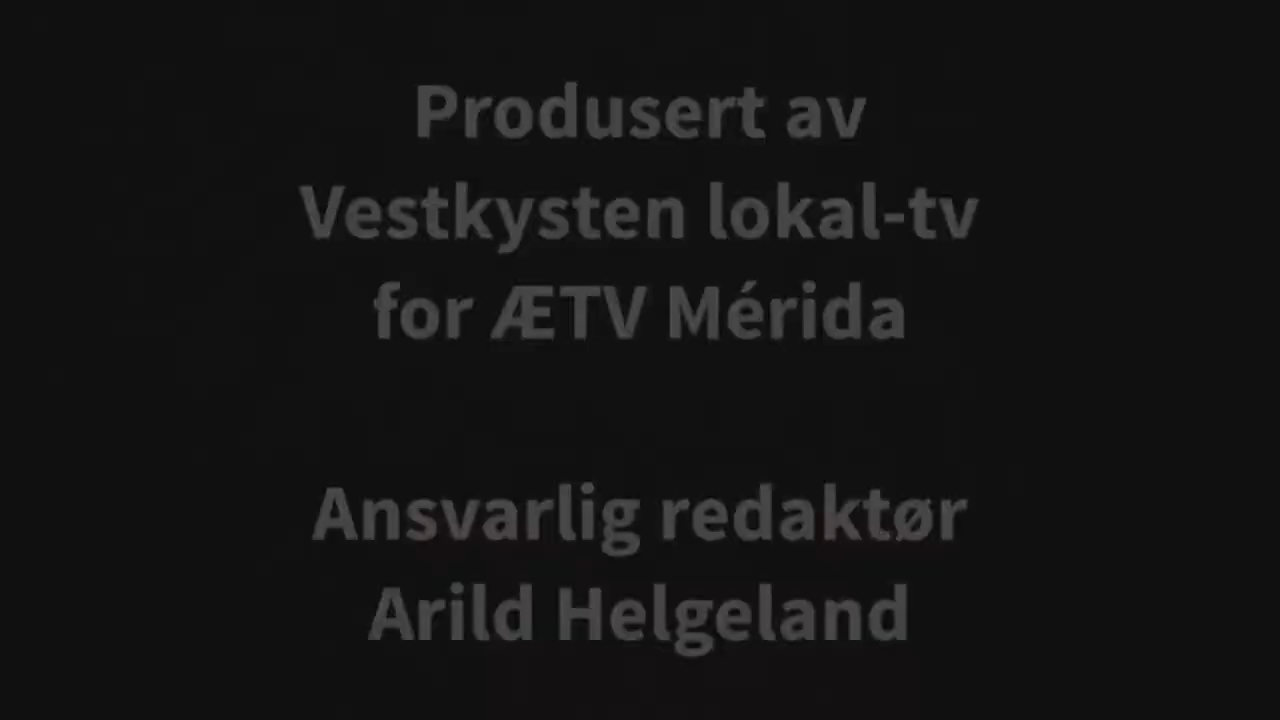 Produsert av
Vestkysten lokal-tv
for ÆTV Mérida
Ansvarlig redaktør
Arild Helgeland